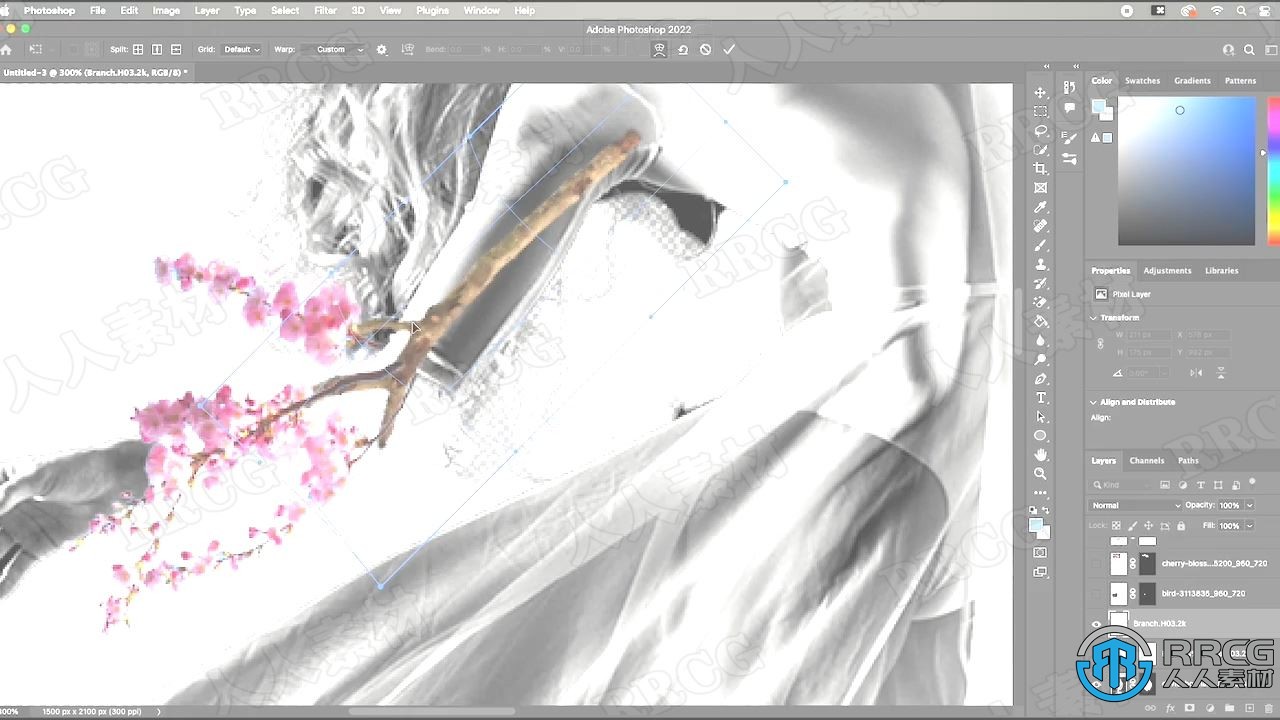 Photoshop File Edit Image Layer Type Select Filter 3D View Plugins Window Help
Adobe Photoshop 2022
Split: Grid: Default Warp: Custom Bend: 0.0 % H: 0.0 % V: 0.0 %
Untitled-3 @ 300% (Branch.H03.2k, RGB/8) *
Color Swatches Gradients Patterns
Properties Adjustments Libraries
Pixel Layer
Transform
W 211 px X 578 px
H 175 px Y 982 px
0.00°
Align and Distribute
Align:
Layers Channels Paths
Kind
Normal Opacity: 100%
Lock: Fill: 100%
cherry-bloss...5200_960_720
bird-3113835_960_720
Branch.H03.2k
RRCG
人人素材
300% 1500 px x 2100 px (300 ppi)